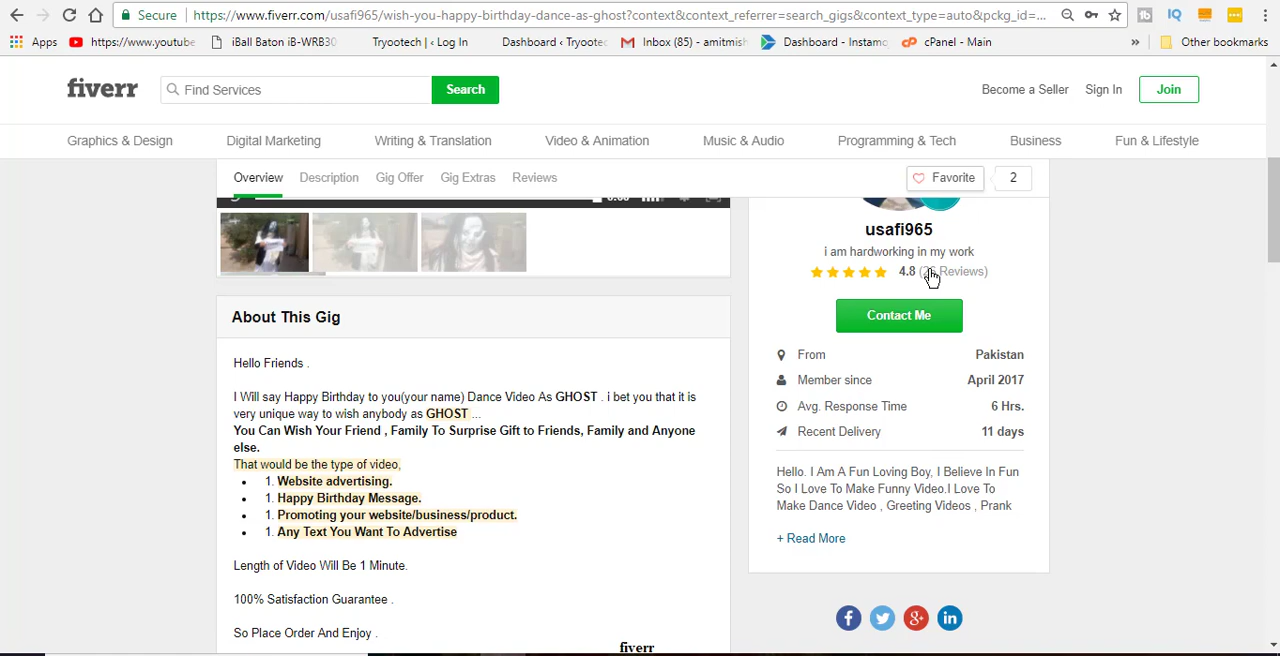 Secure https://www.fiverr.com/usafi965/wish-you-happy-birthday-dance-as-ghost?context&context_referrer=search_gigs&context_type=auto&pckg_id=...
Apps https://www.youtube iBall Baton iB-WRB30 Tryootech | Log In Dashboard ‹ Tryootec Inbox (85) - amitmish Dashboard - Instamo cPanel - Main » Other bookmarks
fiverr Find Services Search Become a Seller Sign In Join
Graphics & Design Digital Marketing Writing & Translation Video & Animation Music & Audio Programming & Tech Business Fun & Lifestyle
Overview Description Gig Offer Gig Extras Reviews Favorite 2
usafi965
i am hardworking in my work
4.8 Reviews)
Contact Me
From Pakistan
Member since April 2017
Avg. Response Time 6 Hrs.
Recent Delivery 11 days
Hello. I Am A Fun Loving Boy, I Believe In Fun
So I Love To Make Funny Video.I Love To
Make Dance Video , Greeting Videos , Prank
+ Read More
About This Gig
Hello Friends .
I Will say Happy Birthday to you(your name) Dance Video As GHOST . i bet you that it is
very unique way to wish anybody as GHOST ...
You Can Wish Your Friend , Family To Surprise Gift to Friends, Family and Anyone
else.
That would be the type of video,
1. Website advertising.
1. Happy Birthday Message.
1. Promoting your website/business/product.
1. Any Text You Want To Advertise
Length of Video Will Be 1 Minute.
100% Satisfaction Guarantee .
So Place Order And Enjoy .
fiverr